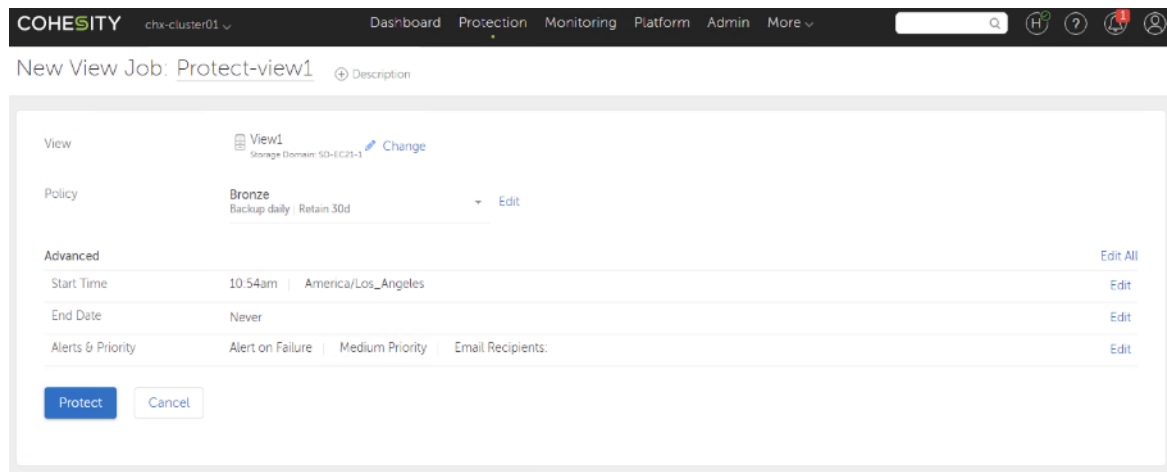 COHESITY chx-cluster01 Dashboard Protection Monitoring Platform Admin More H ? 1
New View Job: Protect-view1 Description
View View1 Change
Storage Domain: SD-EC21-1
Policy Bronze Edit
Backup daily | Retain 30d
Advanced Edit All
Start Time 10:54am | America/Los_Angeles Edit
End Date Never Edit
Alerts & Priority Alert on Failure | Medium Priority | Email Recipients: Edit
Protect Cancel